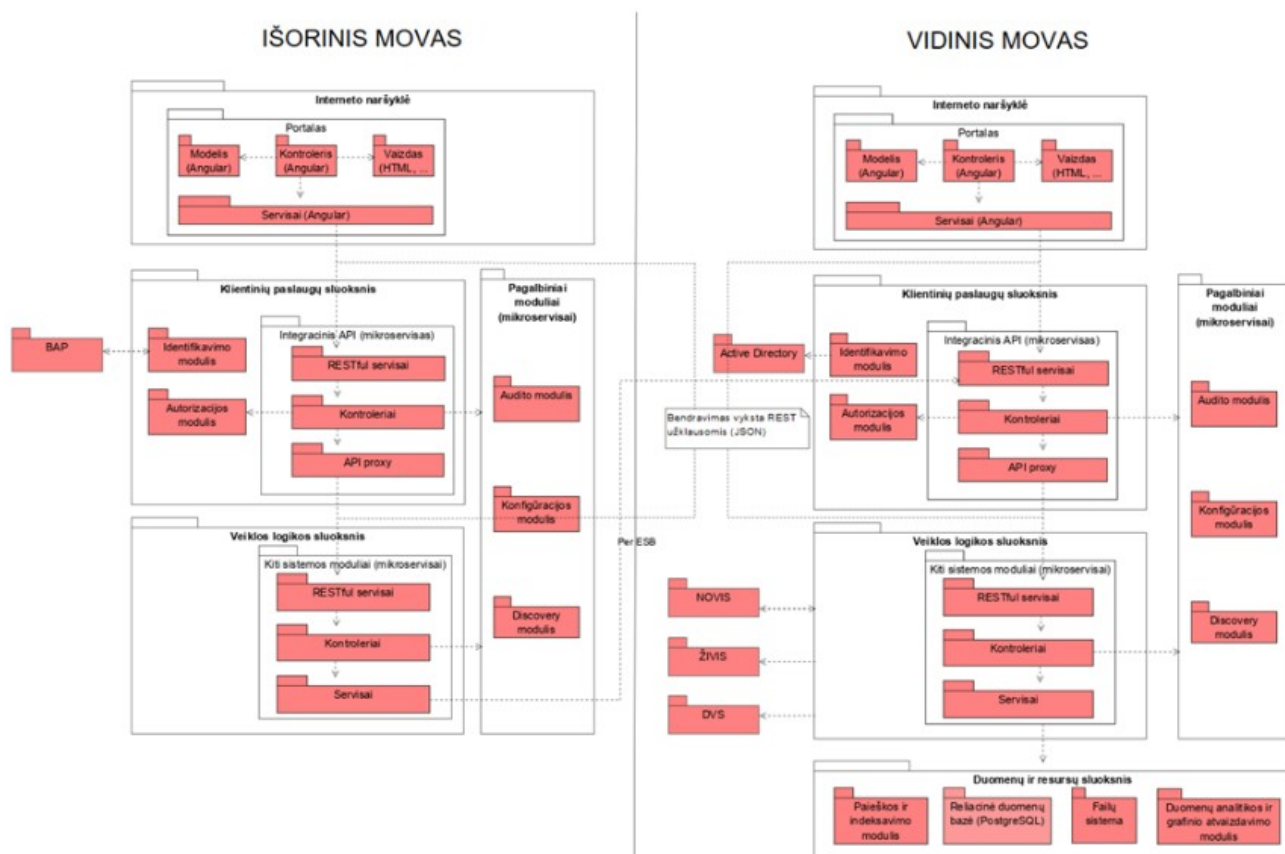 IŠORINIS MOVAS
Interneto naršyklė
Portalas
Modelis
(Angular)
Kontroleris
(Angular)
Vaizdas
(HTML, ...
Servisai (Angular)
Klientinių paslaugų sluoksnis
Pagalbiniai
moduliai
(mikroservisai)
BAP
Identifikavimo
modulis
Autorizacijos
modulis
Integracinis API (mikroservisas)
RESTful servisai
Kontroleriai
API proxy
Audito modulis
Konfigūracijos
modulis
Discovery
modulis
Veiklos logikos sluoksnis
Kiti sistemos moduliai (mikroservisai)
RESTful servisai
Kontroleriai
Servisai
Per ESB
Bendravimas vyksta REST
užklausomis (JSON)
VIDINIS MOVAS
Interneto naršyklė
Portalas
Modelis
(Angular)
Kontroleris
(Angular)
Vaizdas
(HTML, ...
Servisai (Angular)
Klientinių paslaugų sluoksnis
Pagalbiniai
moduliai
(mikroservisai)
Active Directory
Identifikavimo
modulis
Autorizacijos
modulis
Integracinis API (mikroservisas)
RESTful servisai
Kontroleriai
API proxy
Audito modulis
Konfigūracijos
modulis
Discovery
modulis
Veiklos logikos sluoksnis
Kiti sistemos moduliai (mikroservisai)
RESTful servisai
Kontroleriai
Servisai
NOVIS
ŽIVIS
DVS
Duomenų ir resursų sluoksnis
Paieškos ir
indeksavimo
modulis
Reliacinė duomenų
bazė (PostgreSQL)
Failų
sistema
Duomenų analitikos ir
grafinio atvaizdavimo
modulis